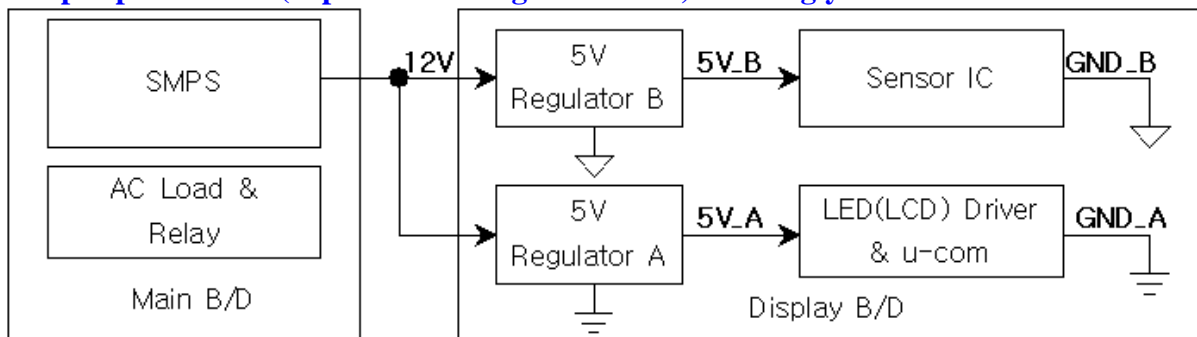 SMPS
AC Load &
Relay
Main B/D
12V
5V
Regulator B
5V_B
Sensor IC
GND_B
5V
Regulator A
5V_A
LED(LCD) Driver
& u-com
GND_A
Display B/D